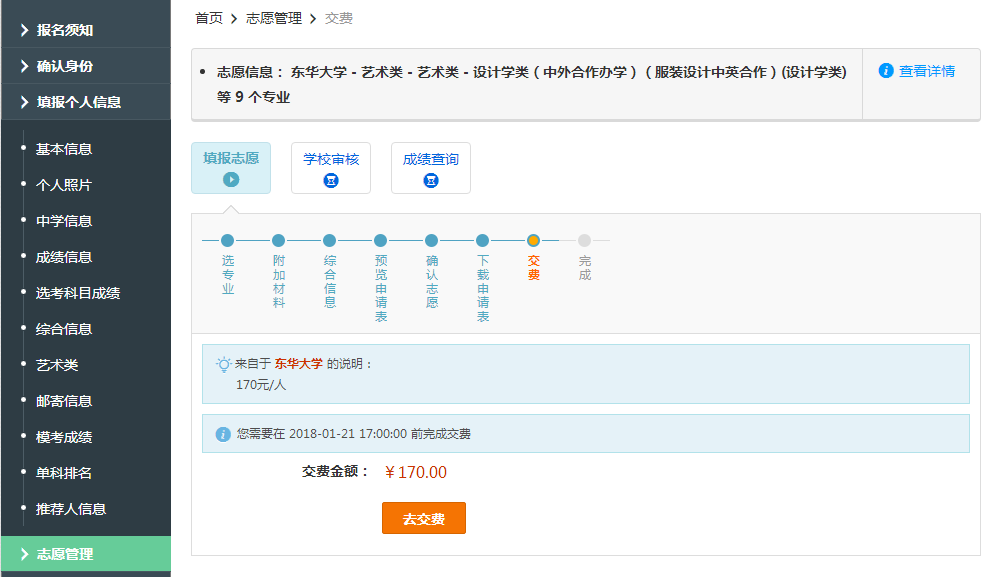 报名须知
确认身份
填报个人信息
基本信息
个人照片
中学信息
成绩信息
选考科目成绩
综合信息
艺术类
邮寄信息
模考成绩
单科排名
推荐人信息
志愿管理
首页 > 志愿管理 > 交费
志愿信息： 东华大学 - 艺术类 - 艺术类 - 设计学类（中外合作办学）（服装设计中英合作）(设计学类)
等 9 个专业
查看详情
填报志愿
学校审核
成绩查询
选专业
附加材料
综合信息
预览申请表
确认志愿
下载申请表
交费
完成
来自于 东华大学 的说明：
170元/人
您需要在 2018-01-21 17:00:00 前完成交费
交费金额： ￥170.00
去交费